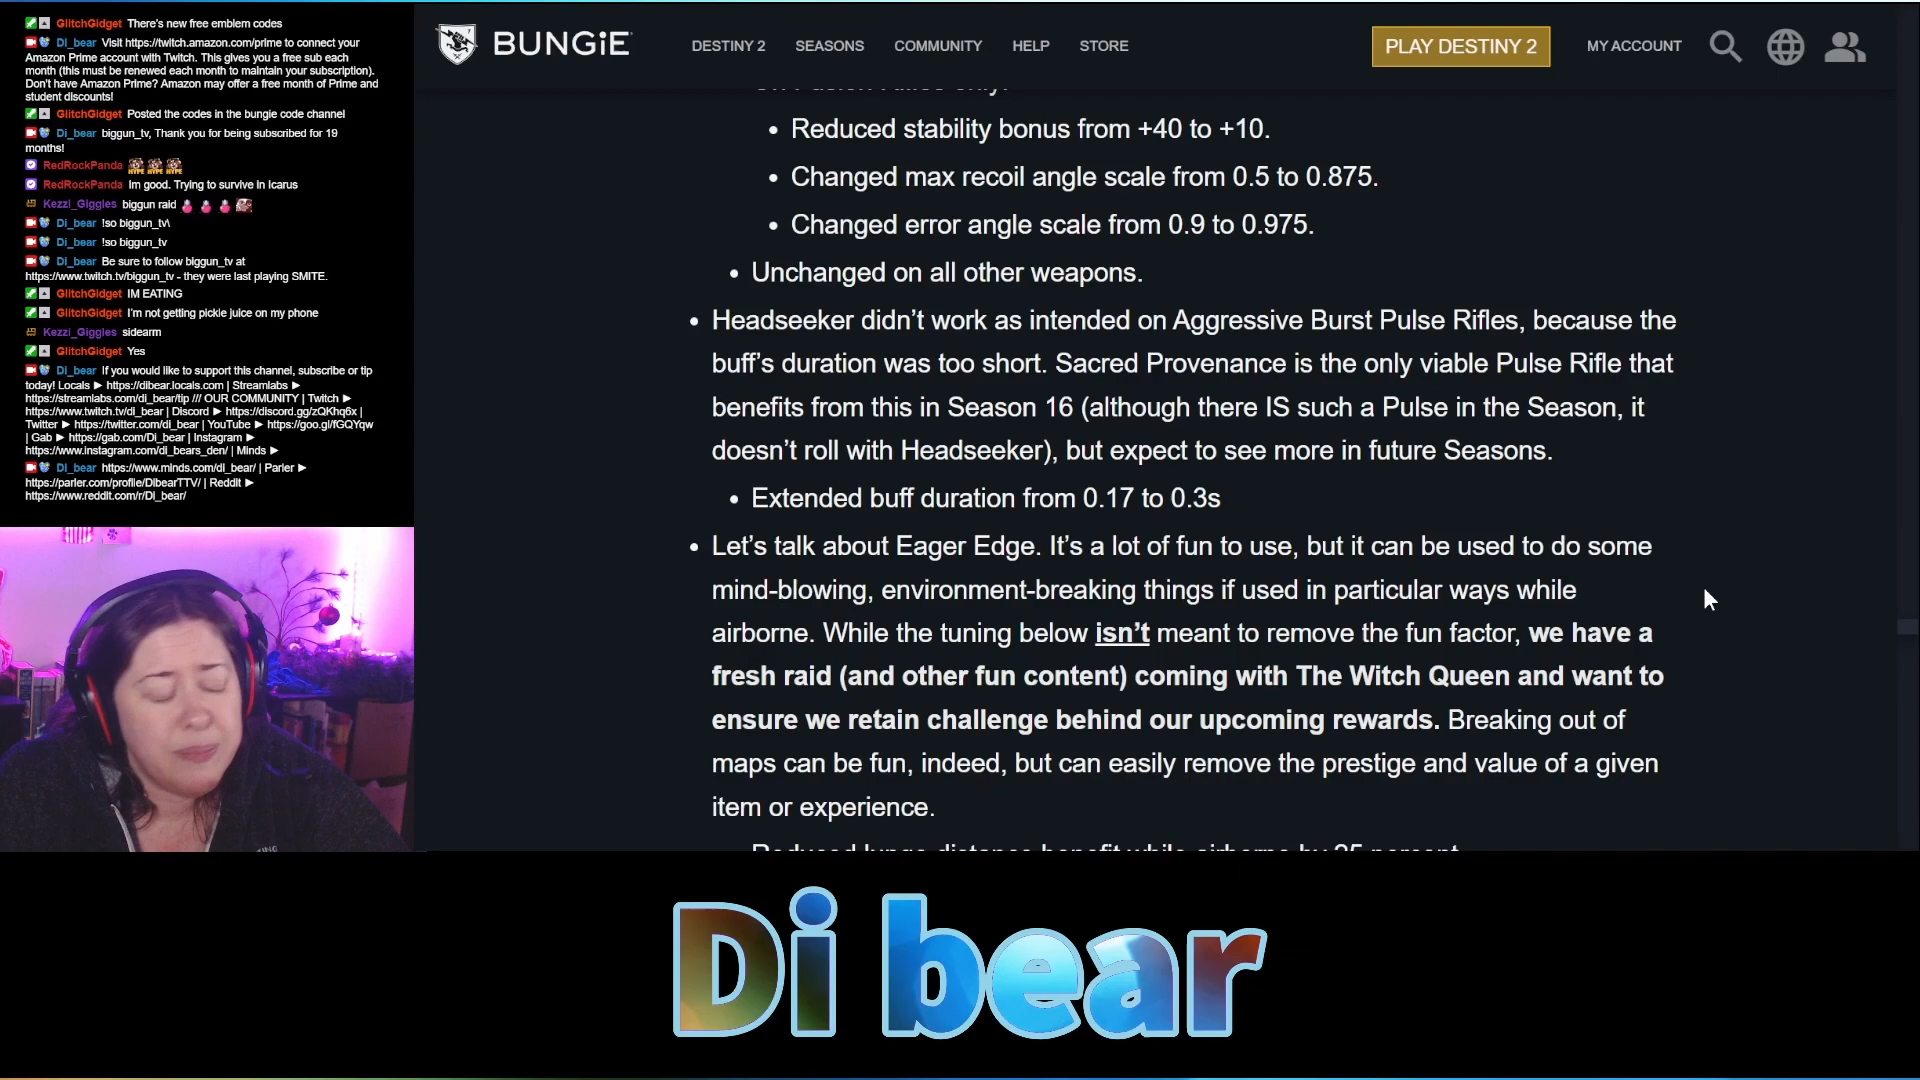 GlitchGidget There's new free emblem codes
Di_bear Visit https://twitch.amazon.com/prime to connect your
Amazon Prime account with Twitch. This gives you a free sub each
month (this must be renewed each month to maintain your subscription).
Don't have Amazon Prime? Amazon may offer a free month of Prime and
student discounts!
GlitchGidget Posted the codes in the bungie code channel
Di_bear biggun_tv, Thank you for being subscribed for 19
months!
RedRockPanda HYPE HYPE HYPE
RedRockPanda Im good. Trying to survive in Icarus
Kezzi_Giggles biggun raid
Di_bear !so biggun_tv\
Di_bear !so biggun_tv
Di_bear Be sure to follow biggun_tv at
https://www.twitch.tv/biggun_tv - they were last playing SMITE.
GlitchGidget IM EATING
GlitchGidget I'm not getting pickle juice on my phone
Kezzi_Giggles sidearm
GlitchGidget Yes
Di_bear If you would like to support this channel, subscribe or tip
today! Locals ► https://dibear.locals.com | Streamlabs ►
https://streamlabs.com/di_bear/tip /// OUR COMMUNITY | Twitch ►
https://www.twitch.tv/di_bear | Discord ► https://discord.gg/zQKhq6x |
Twitter ► https://twitter.com/di_bear | YouTube ► https://goo.gl/fGQYqw
| Gab ► https://gab.com/Di_bear | Instagram ►
https://www.instagram.com/di_bears_den/ | Minds ►
Di_bear https://www.minds.com/di_bear/ | Parler ►
https://parler.com/profile/DibearTTV/ | Reddit ►
https://www.reddit.com/r/Di_bear/
BUNGiE DESTINY 2 SEASONS COMMUNITY HELP STORE PLAY DESTINY 2 MY ACCOUNT
• Reduced stability bonus from +40 to +10.
• Changed max recoil angle scale from 0.5 to 0.875.
• Changed error angle scale from 0.9 to 0.975.
• Unchanged on all other weapons.
• Headseeker didn’t work as intended on Aggressive Burst Pulse Rifles, because the
buff’s duration was too short. Sacred Provenance is the only viable Pulse Rifle that
benefits from this in Season 16 (although there IS such a Pulse in the Season, it
doesn’t roll with Headseeker), but expect to see more in future Seasons.
• Extended buff duration from 0.17 to 0.3s
• Let’s talk about Eager Edge. It’s a lot of fun to use, but it can be used to do some
mind-blowing, environment-breaking things if used in particular ways while
airborne. While the tuning below isn’t meant to remove the fun factor, we have a
fresh raid (and other fun content) coming with The Witch Queen and want to
ensure we retain challenge behind our upcoming rewards. Breaking out of
maps can be fun, indeed, but can easily remove the prestige and value of a given
item or experience.
Reduced lunge distance benefit while airborne by 25 percent
Di bear